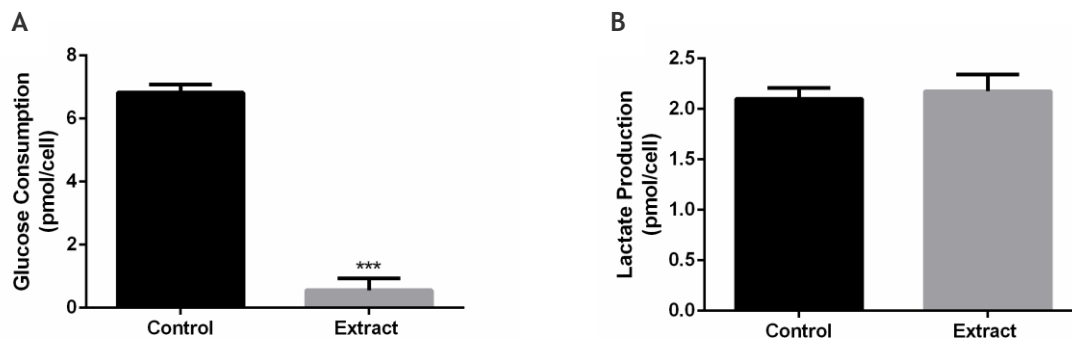 A
Glucose Consumption
(pmol/cell)
8
6
4
2
0
***
Control
Extract
B
Lactate Production
(pmol/cell)
2.5
2.0
1.5
1.0
0.5
0.0
Control
Extract